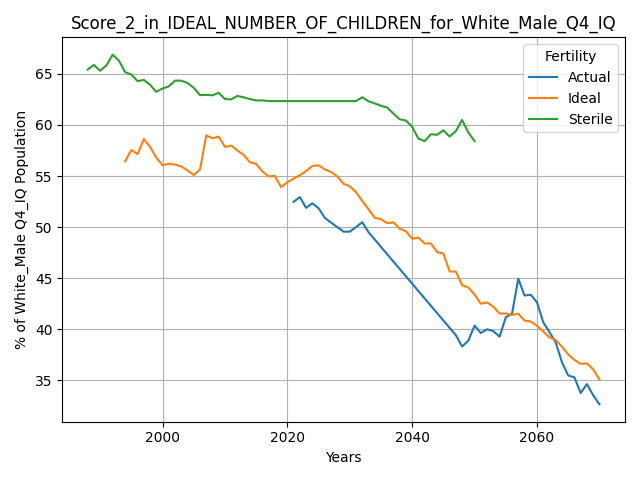 Score_2_in_IDEAL_NUMBER_OF_CHILDREN_for_White_Male_Q4_IQ
% of White_Male Q4_IQ Population
65
60
55
50
45
40
35
Fertility
Actual
Ideal
Sterile
2000
2020
2040
2060
Years